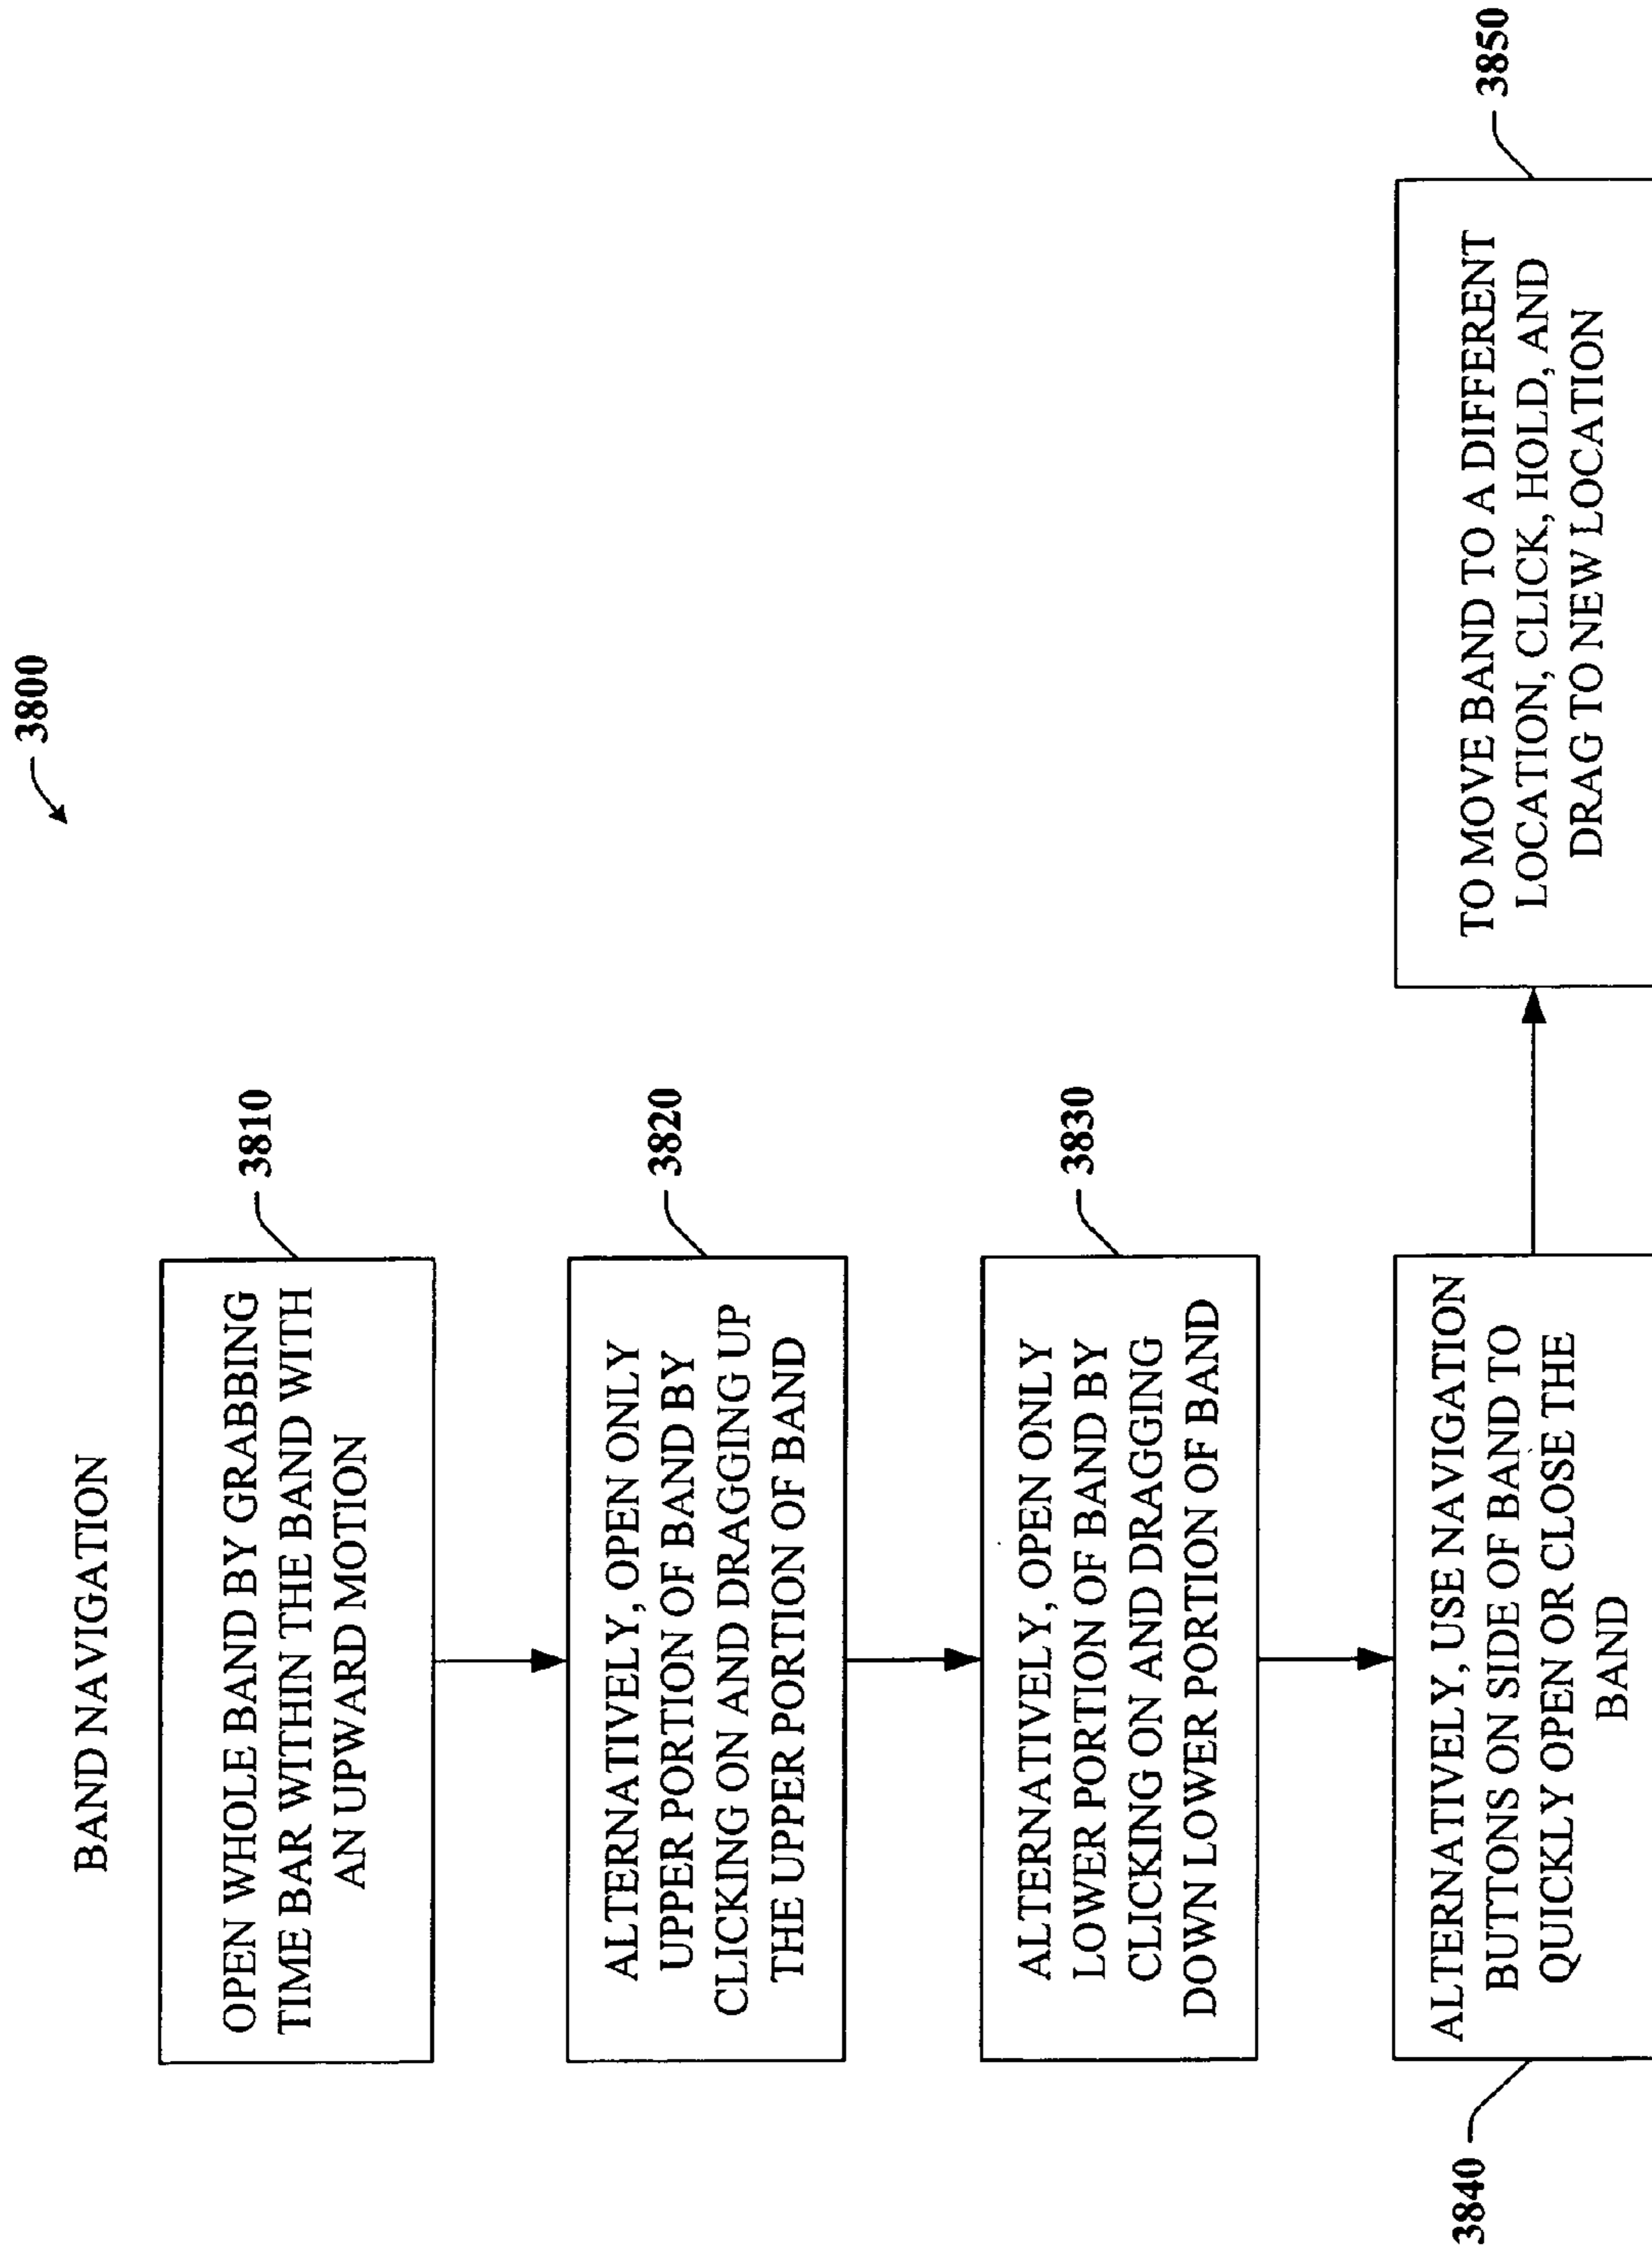 3800
BAND NAVIGATION
OPEN WHOLE BAND BY GRABBING
TIME BAR WITHIN THE BAND WITH
AN UPWARD MOTION
3810
ALTERNATIVELY, OPEN ONLY
UPPER PORTION OF BAND BY
CLICKING ON AND DRAGGING UP
THE UPPER PORTION OF BAND
3820
ALTERNATIVELY, OPEN ONLY
LOWER PORTION OF BAND BY
CLICKING ON AND DRAGGING
DOWN LOWER PORTION OF BAND
3830
ALTERNATIVELY, USE NAVIGATION
BUTTONS ON SIDE OF BAND TO
QUICKLY OPEN OR CLOSE THE
BAND
3840
TO MOVE BAND TO A DIFFERENT
LOCATION, CLICK, HOLD, AND
DRAG TO NEW LOCATION
3850